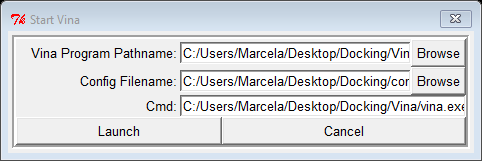 Start Vina
Vina Program Pathname: C:/Users/Marcela/Desktop/Docking/Vin Browse
Config Filename: C:/Users/Marcela/Desktop/Docking/cor Browse
Cmd: C:/Users/Marcela/Desktop/Docking/Vina/vina.exe
Launch Cancel